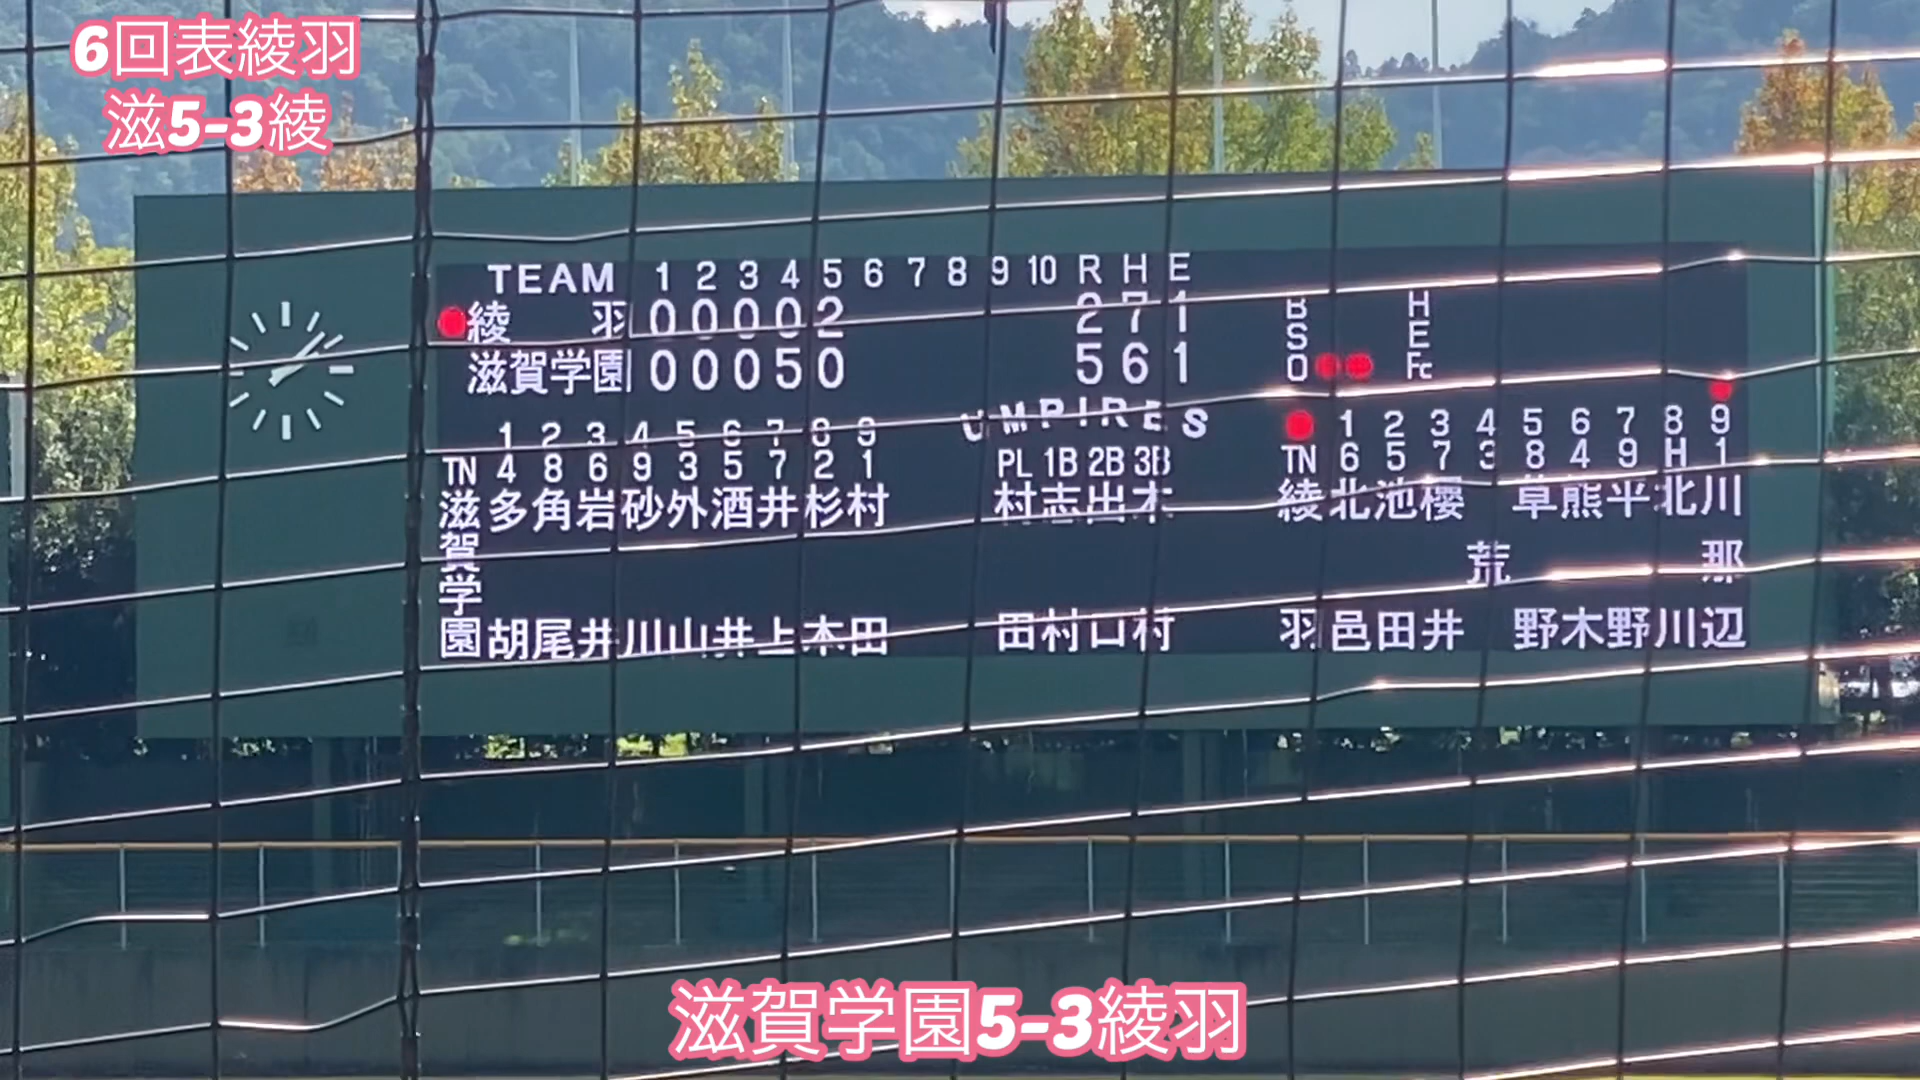 6回表綾羽
滋5-3綾
TEAM 1 2 3 4 5 6 7 8 9 10 R H E
綾羽 0 0 0 0 2 2 7 1
滋賀学園 0 0 0 5 0 5 6 1
B
S
O
H
E
Fc
UMPIRES
1 2 3 4 5 6 7 8 9
TN 4 8 6 9 3 5 7 2 1
滋賀学園 多胡 角尾 岩井 砂川 外山 酒井 井上 杉本 村田
PL 1B 2B 3B
村田 志村 出口 木村
1 2 3 4 5 6 7 8 9
TN 6 5 7 3 8 4 9 H 1
綾羽 北邑 池田 櫻井 荒 草野 熊木 平野 北川 川那辺
滋賀学園5-3綾羽